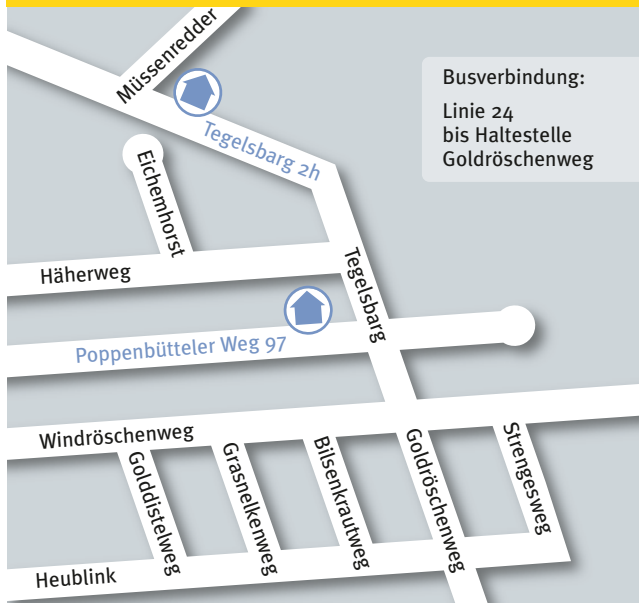 Müssenredder
Busverbindung:
Linie 24
bis Haltestelle
Goldröschenweg
Tegelsbarg 2h
Eichemhorst
Häherweg
Tegelsbarg
Poppenbütteler Weg 97
Windröschenweg
Golddistelweg
Grasnelkenweg
Bilsenkrautweg
Goldröschenweg
Strengesweg
Heublink